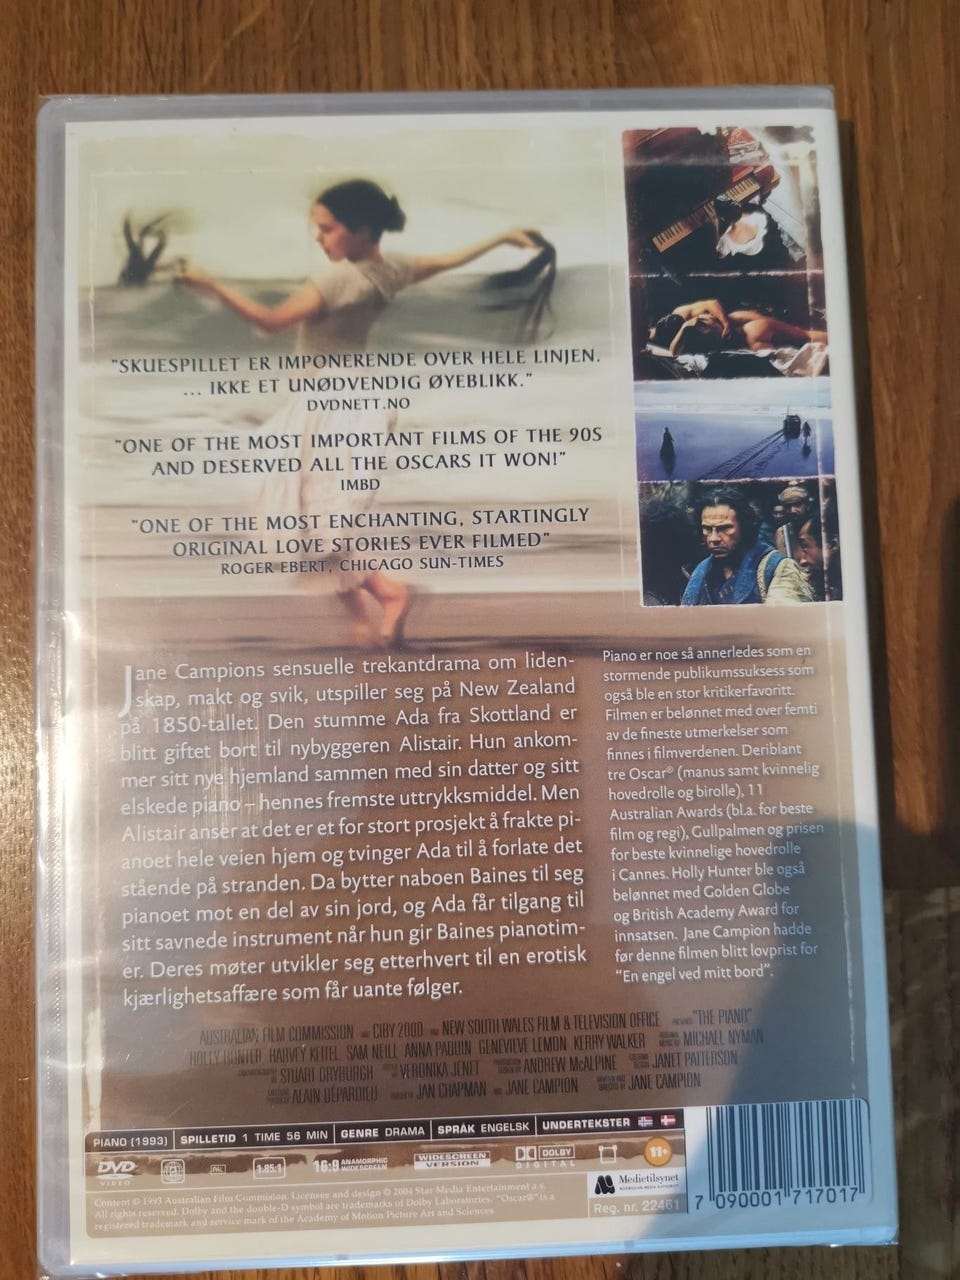 "SKUESPILLET ER IMPONERENDE OVER HELE LINJEN.
... IKKE ET UNØDVENDIG ØYEBLIKK."
DVDNETT.NO
"ONE OF THE MOST IMPORTANT FILMS OF THE 90S
AND DESERVED ALL THE OSCARS IT WON!"
IMBD
"ONE OF THE MOST ENCHANTING, STARTINGLY
ORIGINAL LOVE STORIES EVER FILMED"
ROGER EBERT, CHICAGO SUN-TIMES
Jane Campions sensuelle trekantdrama om liden-
skap, makt og svik, utspiller seg på New Zealand
på 1850-tallet. Den stumme Ada fra Skottland er
blitt giftet bort til nybyggeren Alistair. Hun ankom-
mer sitt nye hjemland sammen med sin datter og sitt
elskede piano – hennes fremste uttrykksmiddel. Men
Alistair anser at det er et for stort prosjekt å frakte pi-
anoet hele veien hjem og tvinger Ada til å forlate det
stående på stranden. Da bytter naboen Baines til seg
pianoet mot en del av sin jord, og Ada får tilgang til
sitt savnede instrument når hun gir Baines pianotim-
er. Deres møter utvikler seg etterhvert til en erotisk
kjærlighetsaffære som får uante følger.
Piano er noe så annerledes som en
stormende publikumssuksess som
også ble en stor kritikerfavoritt.
Filmen er belønnet med over femti
av de fineste utmerkelser som
finnes i filmverdenen. Deriblant
tre Oscar® (manus samt kvinnelig
hovedrolle og birolle), 11
Australian Awards (bl.a. for beste
film og regi), Gullpalmen og prisen
for beste kvinnelige hovedrolle
i Cannes. Holly Hunter ble også
belønnet med Golden Globe
og British Academy Award for
innsatsen. Jane Campion hadde
før denne filmen blitt lovprist for
"En engel ved mitt bord".
AUSTRALIAN FILM COMMISSION AND CIBY 2000 AND NEW SOUTH WALES FILM & TELEVISION OFFICE PRESENTS "THE PIANO"
HOLLY HUNTER HARVEY KEITEL SAM NEILL ANNA PAQUIN GENEVIEVE LEMON KERRY WALKER MICHAEL NYMAN
STUART DRYBURGH VERONIKA JENET ANDREW McALPINE JANET PATTERSON
ALAIN DEPARDIEU JAN CHAPMAN AND JANE CAMPION WRITTEN AND DIRECTED BY JANE CAMPION
PIANO (1993) SPILLETID 1 TIME 56 MIN GENRE DRAMA SPRÅK ENGELSK UNDERTEKSTER
DVD VIDEO PAL 1.85:1 16:9 ANAMORPHIC WIDESCREEN WIDESCREEN VERSION DOLBY DIGITAL 11+
Content © 1993 Australian Film Commision. Licensee and design © 2004 Star Media Entertainment a.s.
All rights reserved. Dolby and the double-D symbol are trademarks of Dolby Laboratories. "Oscar®" is a
registered trademark and service mark of the Academy of Motion Picture Arts and Sciences
Medietilsynet
NORWEGIAN MEDIA AUTHORITY
Reg. nr. 22461
7 090001 717017